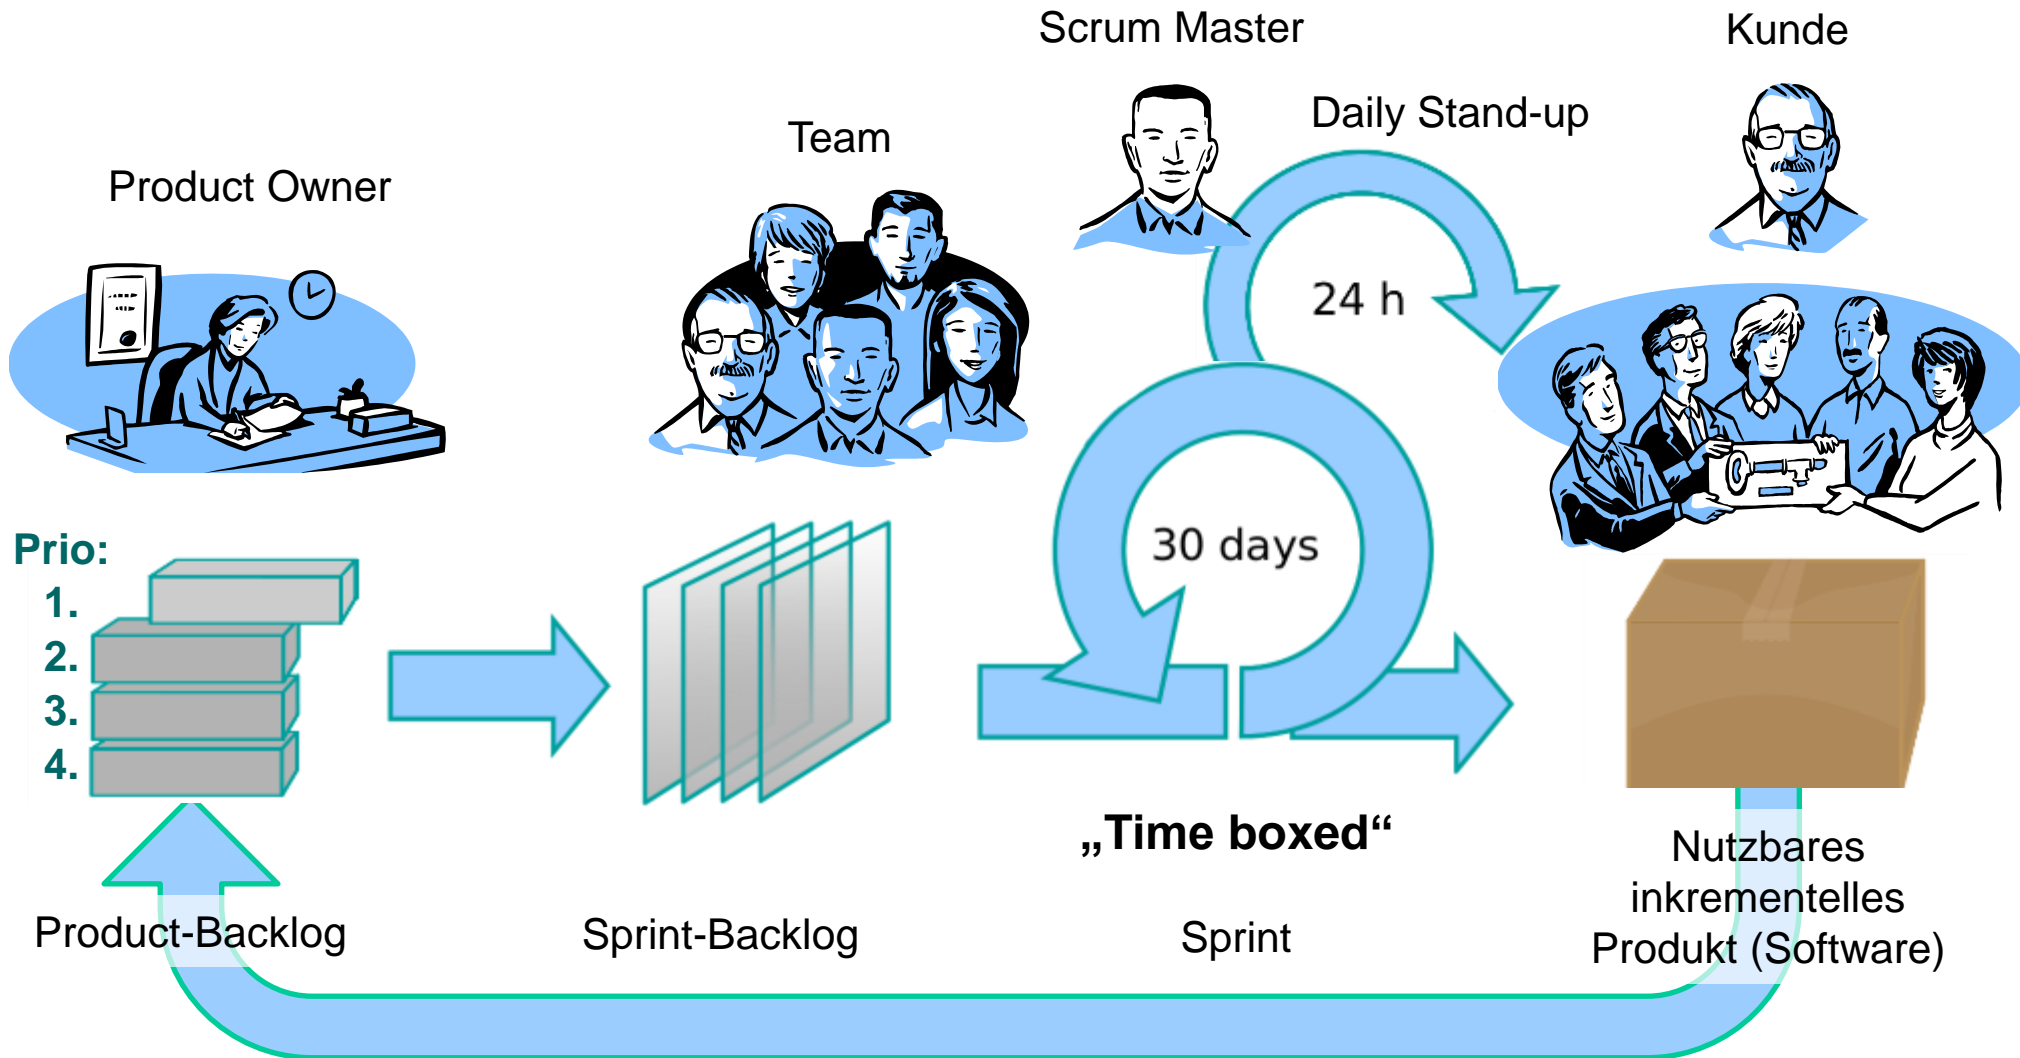 Scrum Master
Kunde
Daily Stand-up
Team
Product Owner
24 h
30 days
Prio:
1.
2.
3.
4.
„Time boxed“
Product-Backlog
Sprint-Backlog
Sprint
Nutzbares
inkrementelles
Produkt (Software)